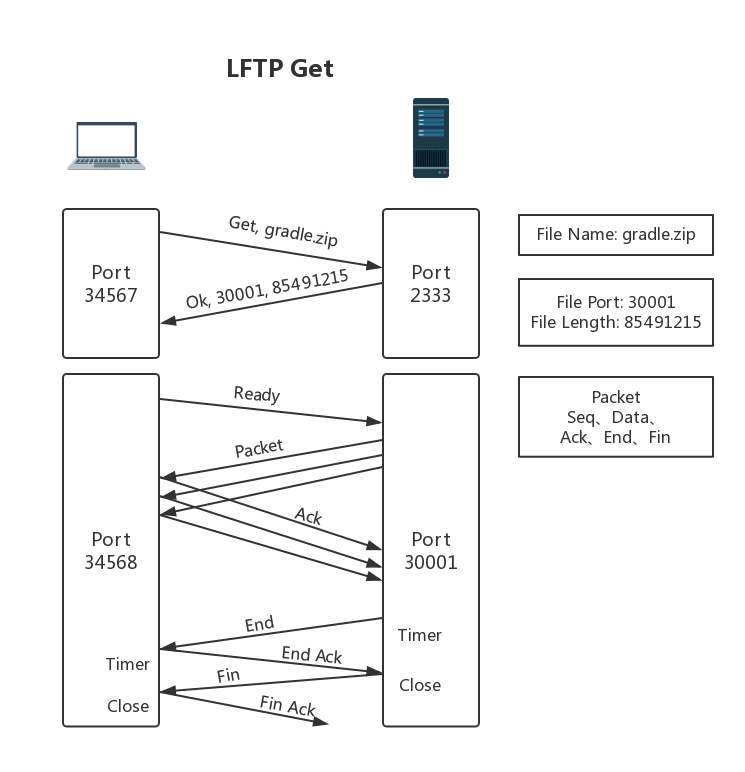 LFTP Get
Get, gradle.zip
Port
34567
Ok, 30001, 85491215
Port
2333
File Name: gradle.zip
File Port: 30001
File Length: 85491215
Ready
Packet
Ack
Port
34568
Port
30001
Packet
Seq、Data、
Ack、End、Fin
End
Timer
End Ack
Timer
Fin
Close
Close
Fin Ack